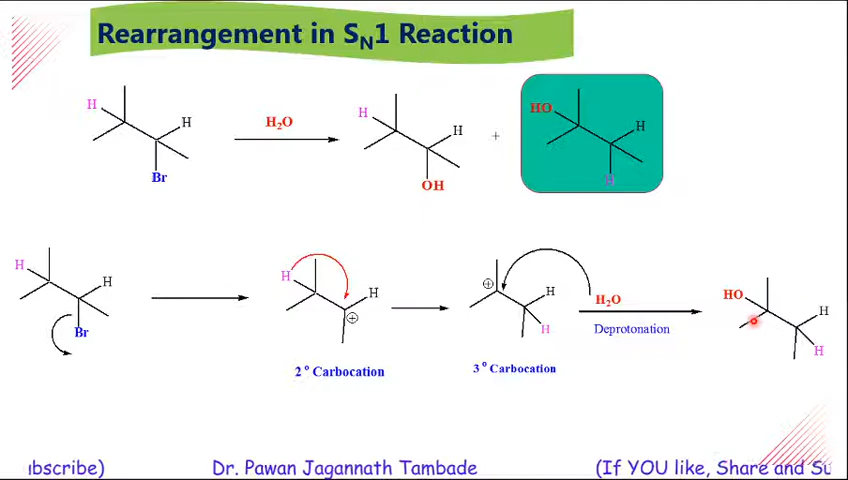 Rearrangement in SN1 Reaction
H
H
Br
H2O
H
H
OH
+
HO
H
H
H
H
Br
H
H
+
H
H
+
H2O
Deprotonation
HO
H
H
2° Carbocation
3° Carbocation
ıbscribe) Dr. Pawan Jagannath Tambade (If YOU like, Share and Su